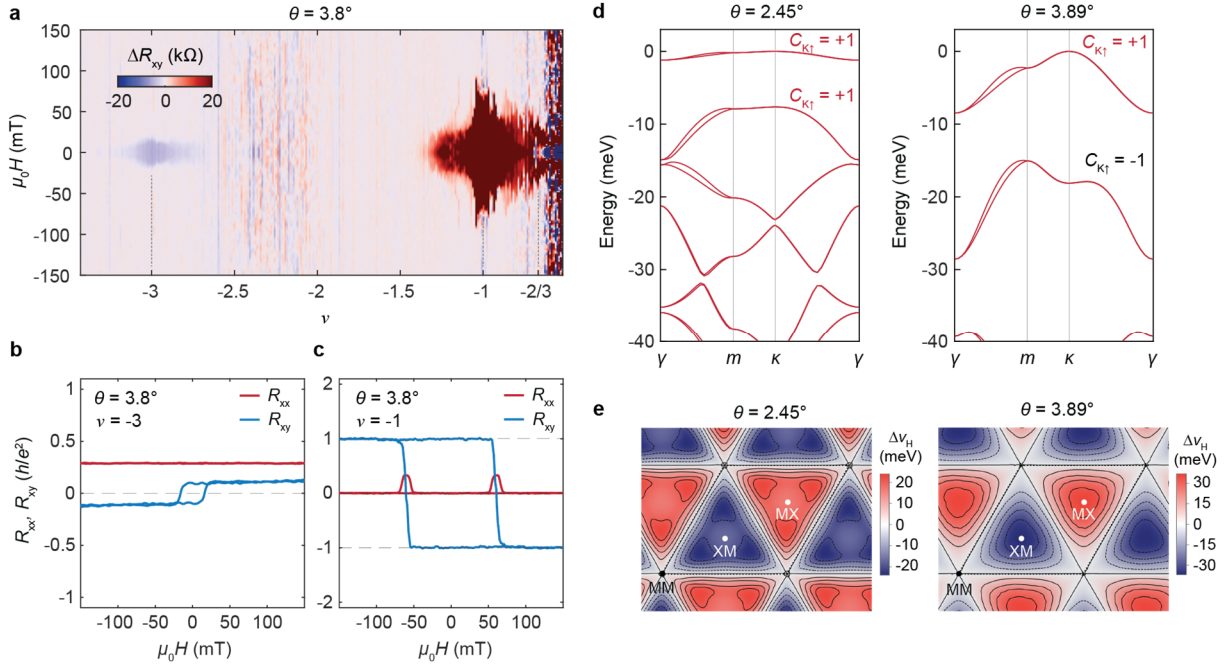 a
θ = 3.8°
ΔRxy (kΩ)
-20 0 20
μ0H (mT)
150
100
50
0
-50
-100
-150
-3 -2.5 -2 -1.5 -1 -2/3
ν
b
θ = 3.8°
ν = -3
Rxx
Rxy
Rxx, Rxy (h/e2)
1
0.5
0
-0.5
-1
-100 0 100
μ0H (mT)
c
θ = 3.8°
ν = -1
Rxx
Rxy
2
1
0
-1
-2
-100 0 100
μ0H (mT)
d
θ = 2.45°
CK↑ = +1
CK↑ = +1
Energy (meV)
0
-10
-20
-30
-40
γ m κ γ
θ = 3.89°
CK↑ = +1
CK↑ = -1
Energy (meV)
0
-10
-20
-30
-40
γ m κ γ
e
θ = 2.45°
MX
XM
MM
ΔvH
(meV)
20
10
0
-10
-20
θ = 3.89°
MX
XM
MM
ΔvH
(meV)
30
15
0
-15
-30